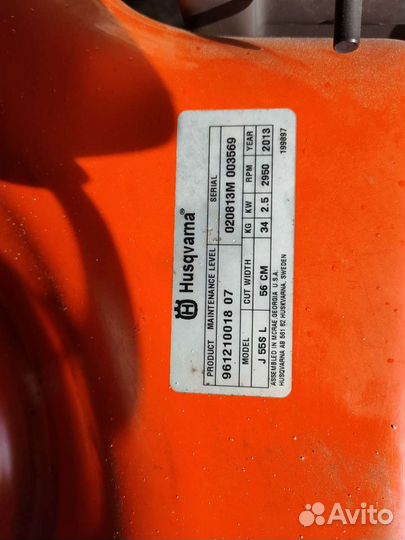 Husqvarna®
PRODUCT MAINTENANCE LEVEL SERIAL
961210018 07 020813M 003569
MODEL CUT WIDTH KG KW RPM YEAR
J 55S L 56 CM 34 2.5 2950 2013
ASSEMBLED IN MCRAE, GEORGIA U.S.A.
HUSQVARNA AB 561 82 HUSKVARNA, SWEDEN 199897
Avito